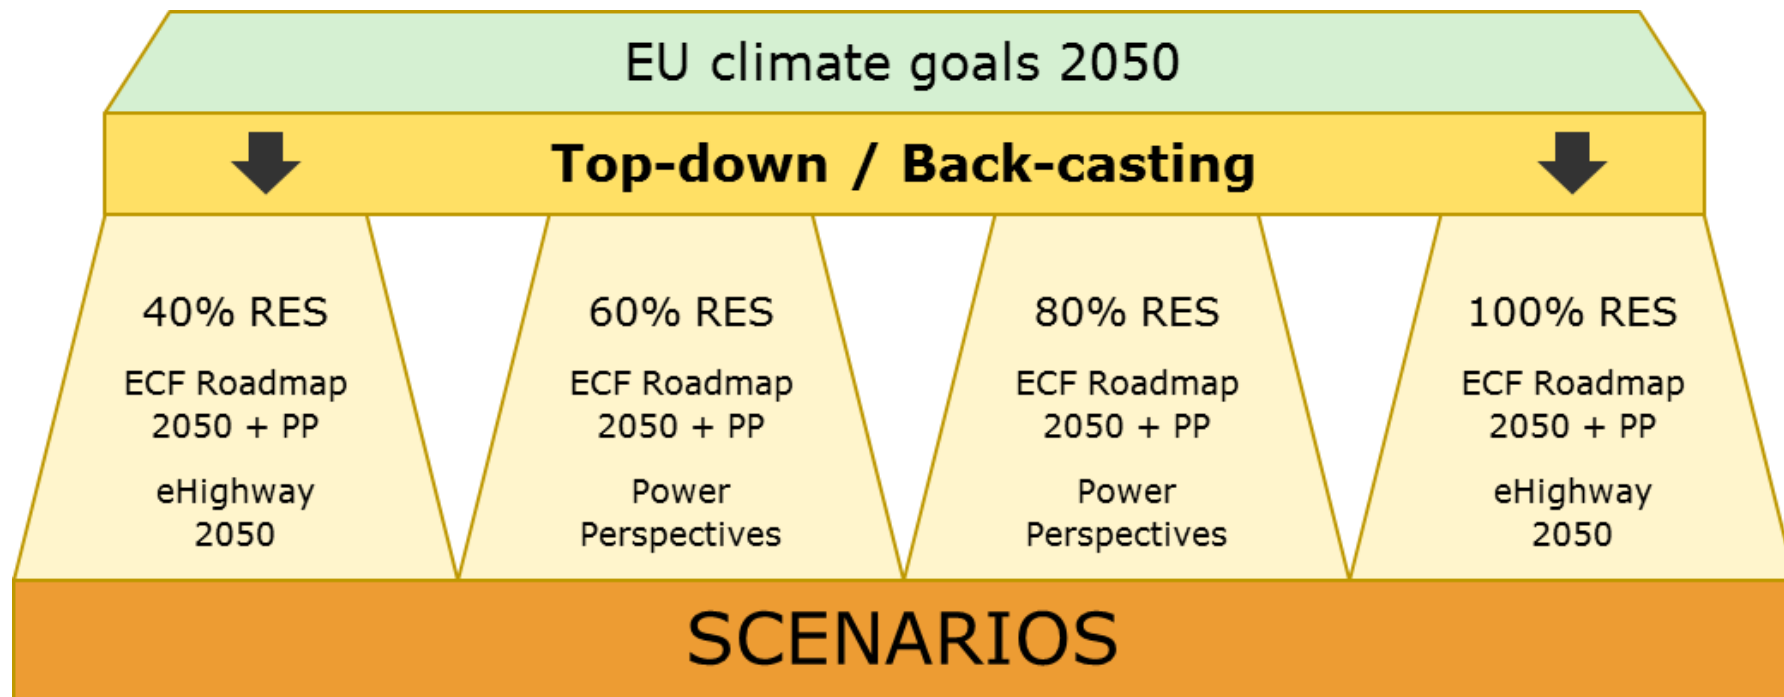 EU climate goals 2050
Top-down / Back-casting
40% RES
ECF Roadmap
2050 + PP
eHighway
2050
60% RES
ECF Roadmap
2050 + PP
Power
Perspectives
80% RES
ECF Roadmap
2050 + PP
Power
Perspectives
100% RES
ECF Roadmap
2050 + PP
eHighway
2050
SCENARIOS